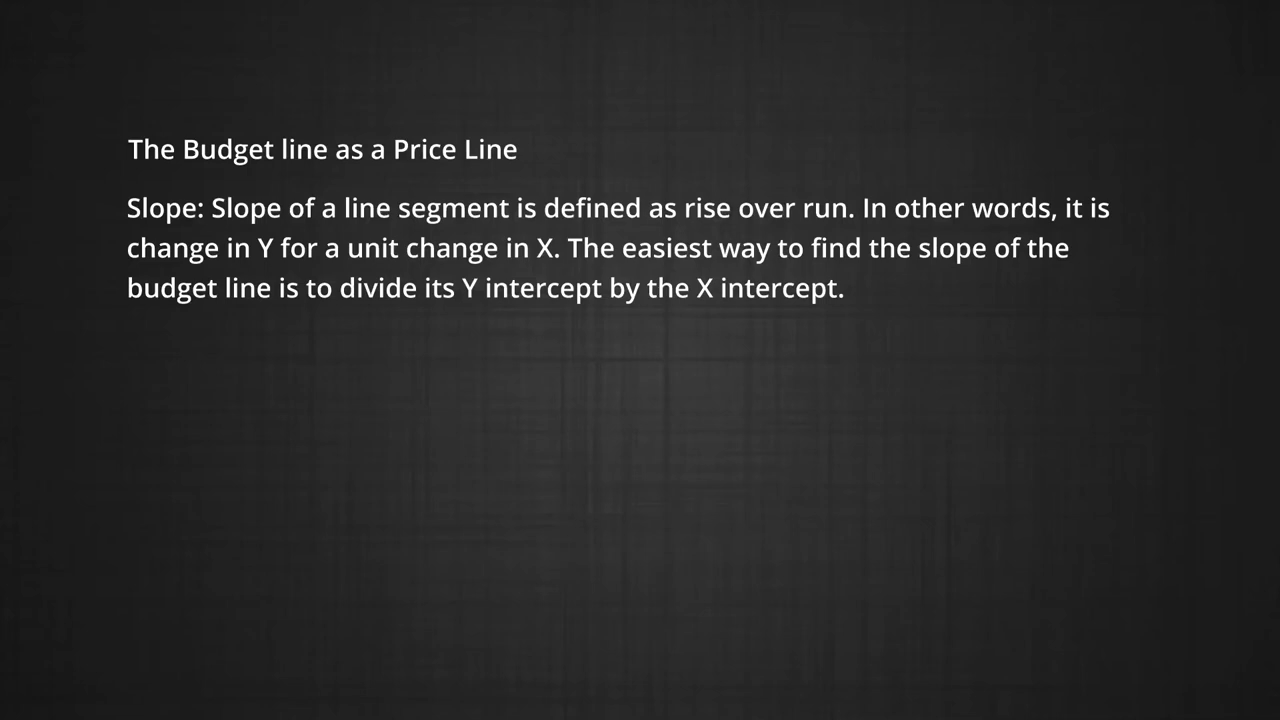 The Budget line as a Price Line
Slope: Slope of a line segment is defined as rise over run. In other words, it is
change in Y for a unit change in X. The easiest way to find the slope of the
budget line is to divide its Y intercept by the X intercept.